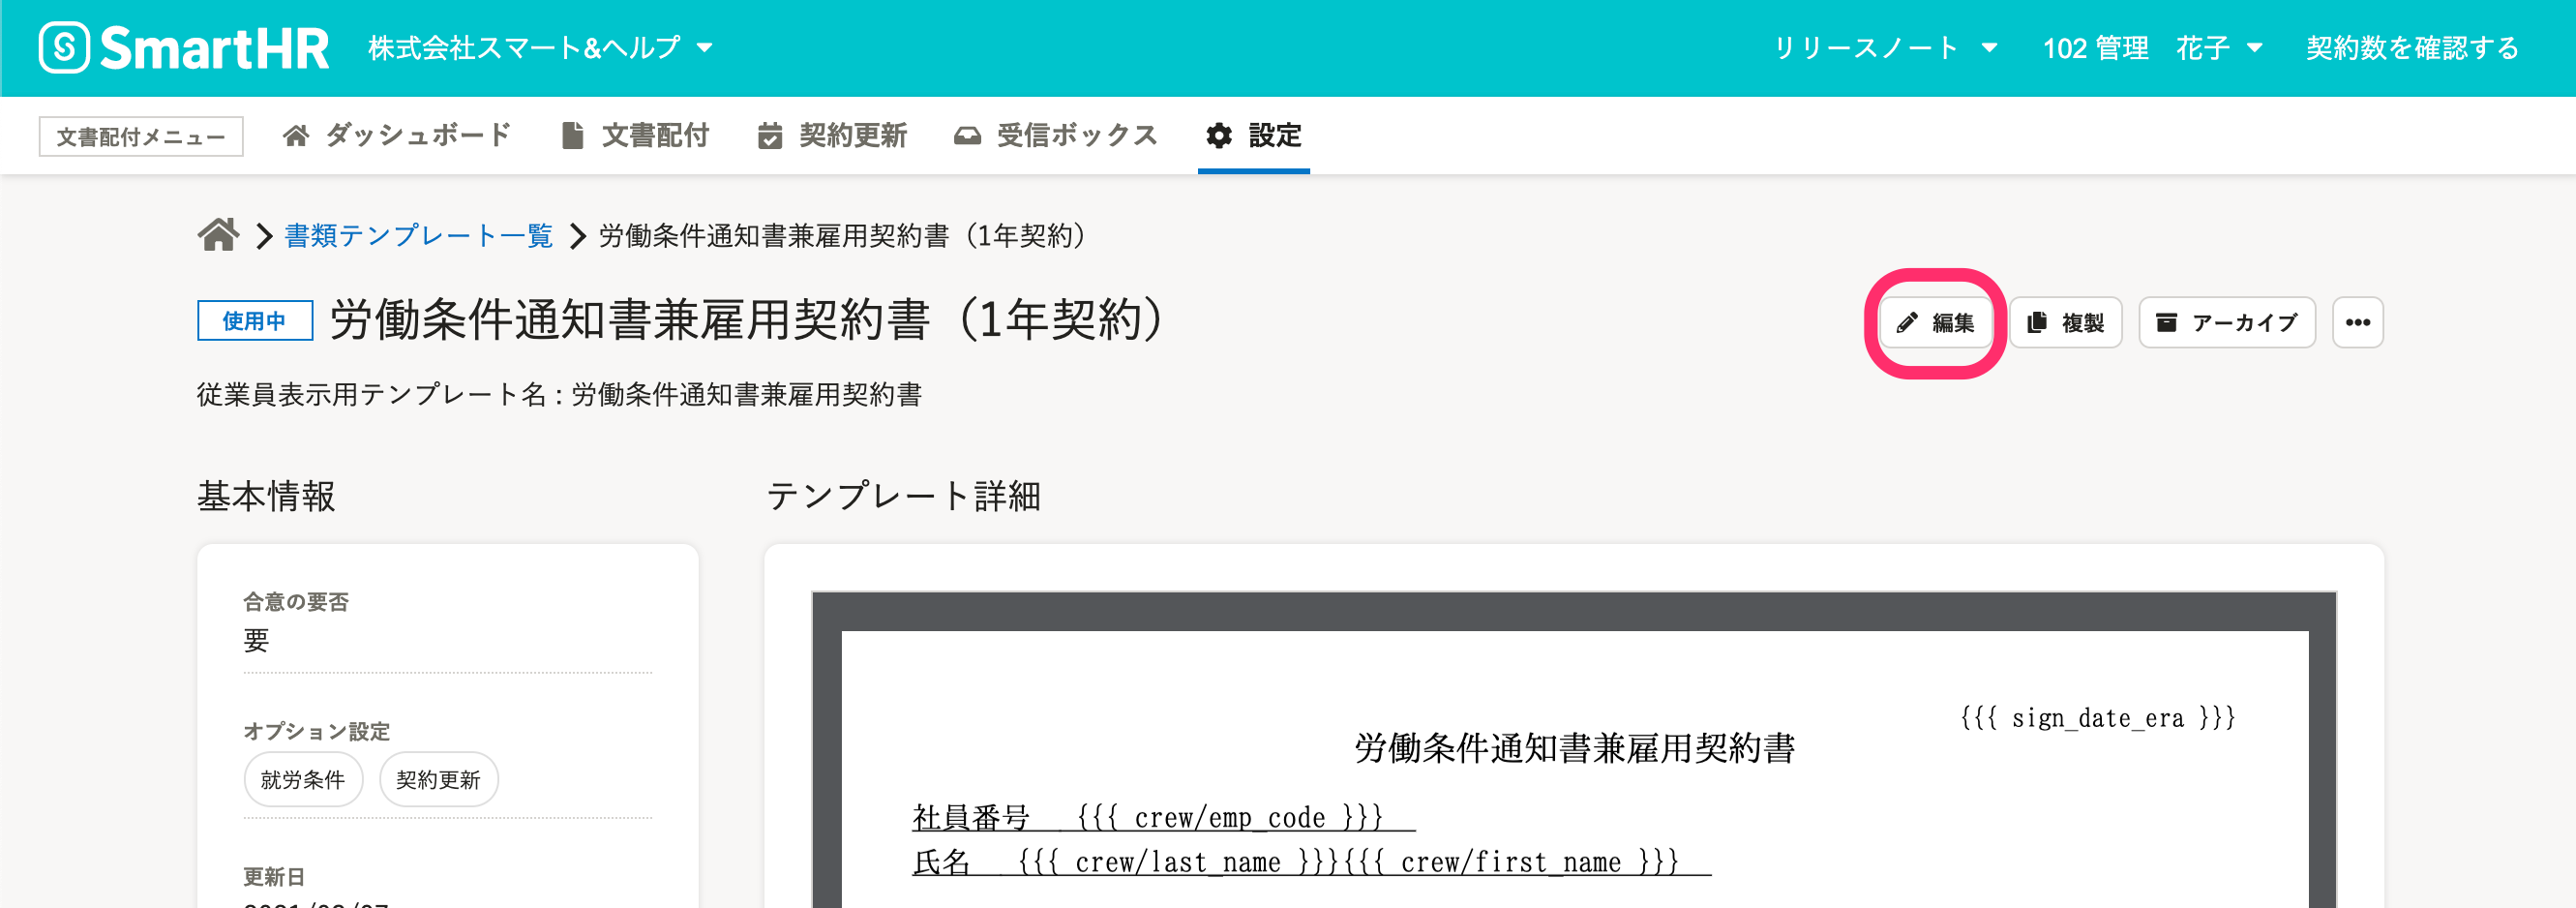 SmartHR 株式会社スマート&ヘルプ リリースノート 102 管理 花子 契約数を確認する
文書配付メニュー ダッシュボード 文書配付 契約更新 受信ボックス 設定
書類テンプレート一覧 労働条件通知書兼雇用契約書（1年契約）
使用中 労働条件通知書兼雇用契約書（1年契約） 編集 複製 アーカイブ
従業員表示用テンプレート名 : 労働条件通知書兼雇用契約書
基本情報
合意の要否
要
オプション設定
就労条件 契約更新
更新日
テンプレート詳細
{{{ sign_date_era }}}
労働条件通知書兼雇用契約書
社員番号 {{{ crew/emp_code }}}
氏名 {{{ crew/last_name }}}{{{ crew/first_name }}}